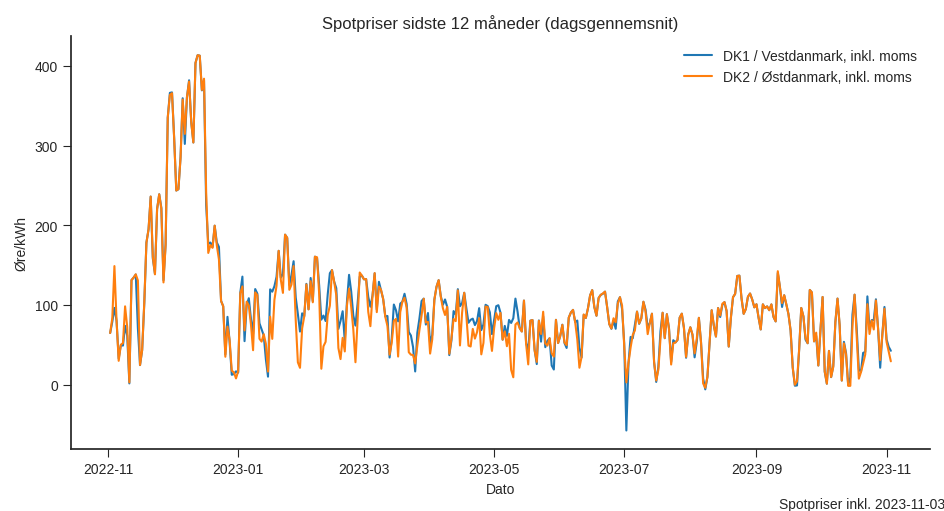 Spotpriser sidste 12 måneder (dagsgennemsnit)
DK1 / Vestdanmark, inkl. moms
DK2 / Østdanmark, inkl. moms
Øre/kWh
400
300
200
100
0
2022-11 2023-01 2023-03 2023-05 2023-07 2023-09 2023-11
Dato
Spotpriser inkl. 2023-11-03